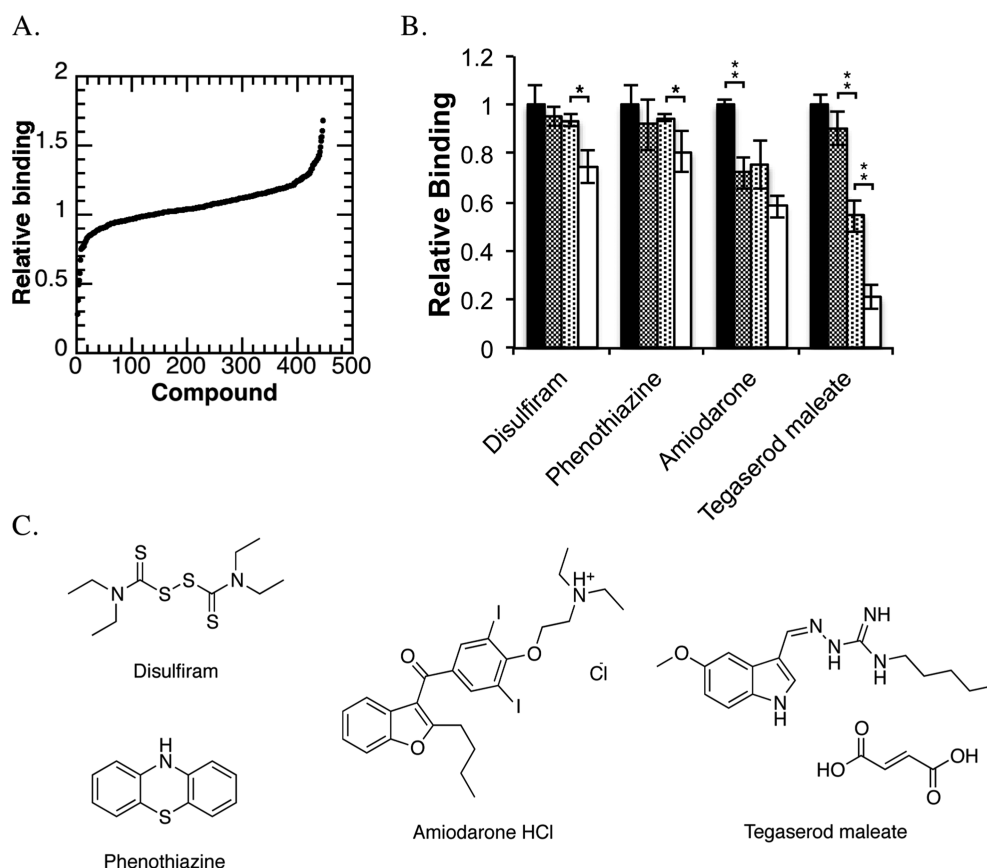 A.
Relative binding
2
1.5
1
0.5
0
0 100 200 300 400 500
Compound
B.
Relative Binding
1.2
1
0.8
0.6
0.4
0.2
0
*
*
**
**
**
Disulfiram
Phenothiazine
Amiodarone
Tegaserod maleate
C.
S
N S S N
S
Disulfiram
H
N
S
Phenothiazine
H+
N
I
O
O
I
O
Cl-
Amiodarone HCl
N NH
O N
H
N
H
N
H
O
OH
HO
O
Tegaserod maleate